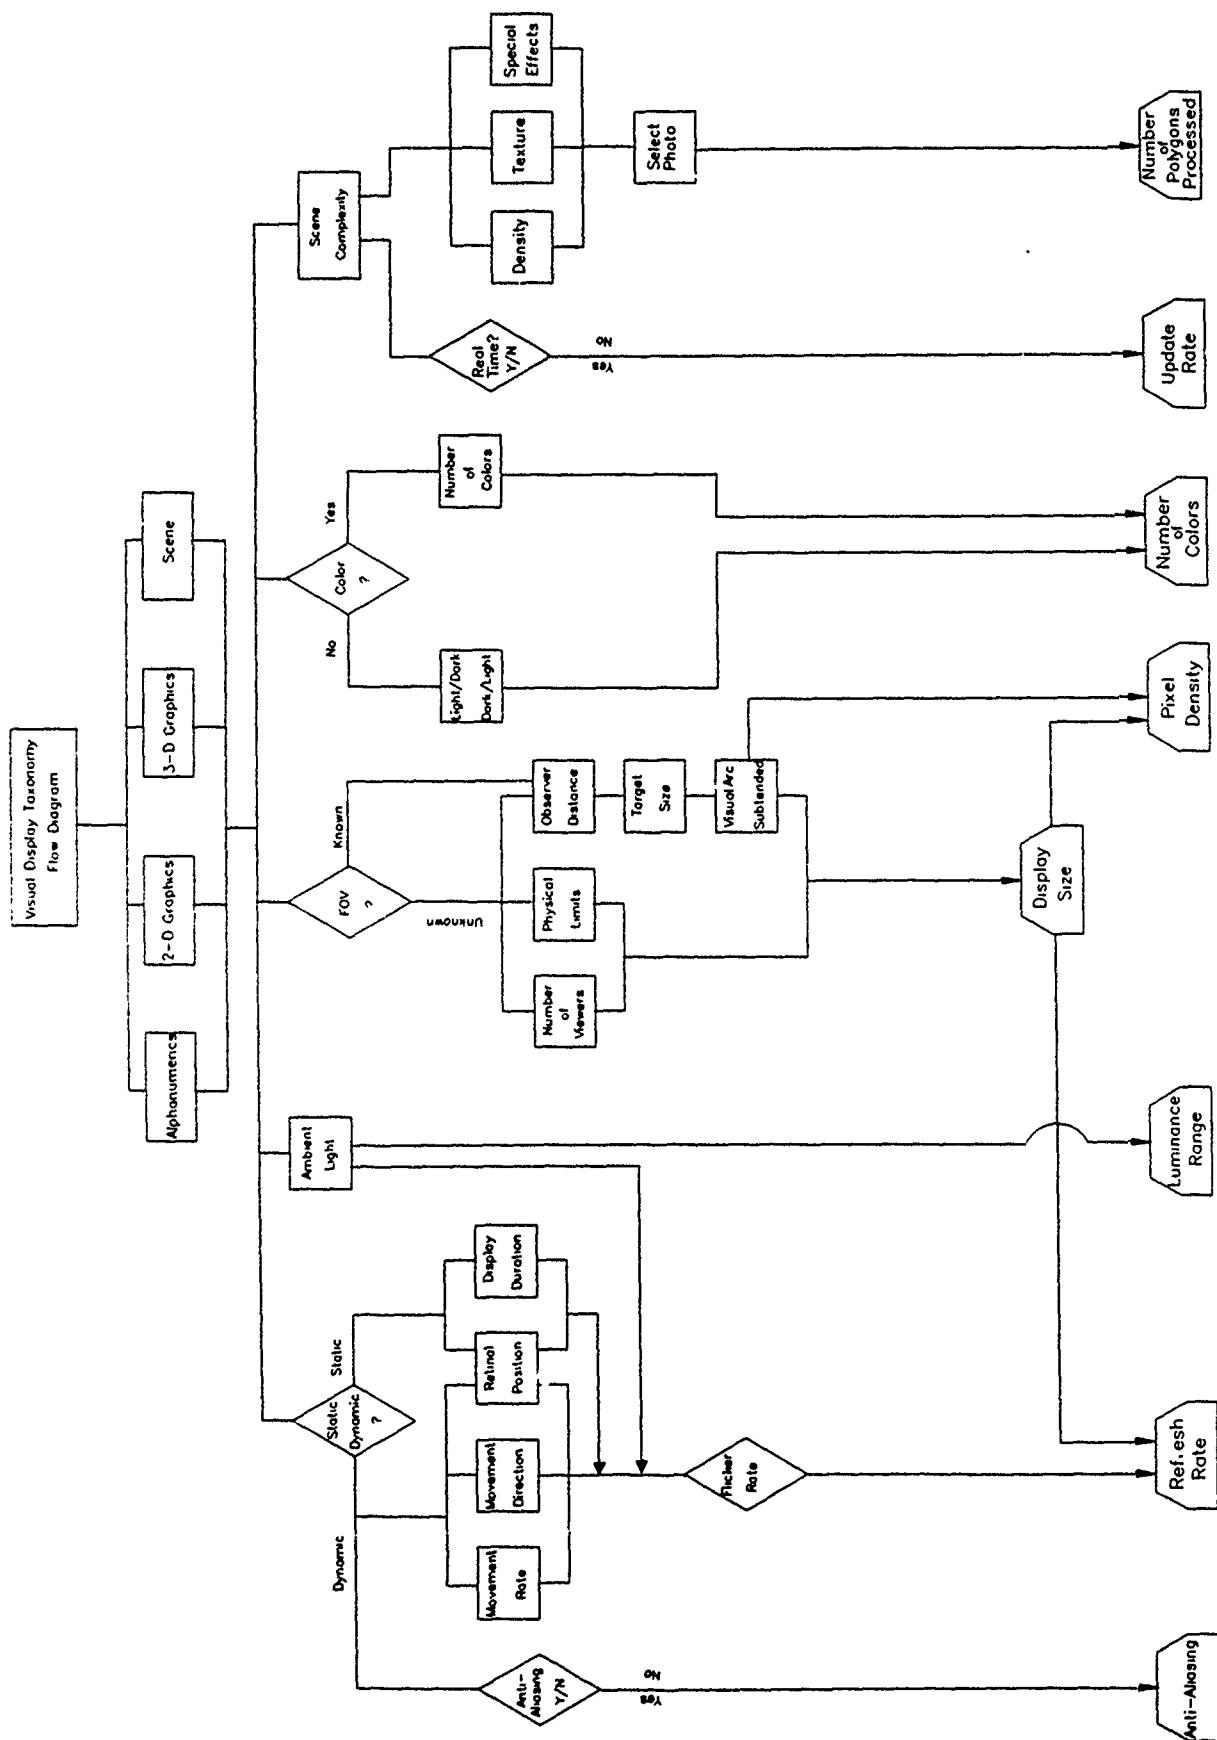 Visual Display Taxonomy
Flow Diagram
Alphanumerics
2-D Graphics
3-D Graphics
Scene
Static
Dynamic
?
Ambient
Light
FOV
?
Color
?
Scene
Complexity
Dynamic
Static
Unknown
Known
No
Yes
Anti-
Aliasing
Y/N
Yes
No
Movement
Rate
Movement
Direction
Retinal
Position
Display
Duration
Number
of
Viewers
Physical
Limits
Observer
Distance
Light/Dark
Dark/Light
Number
of
Colors
Real
Time?
Y/N
Yes
No
Density
Texture
Special
Effects
Target
Size
Select
Photo
Flicker
Rate
Visual Arc
Subtended
Display
Size
Anti-Aliasing
Refresh
Rate
Luminance
Range
Pixel
Density
Number
of
Colors
Update
Rate
Number
of
Polygons
Processed